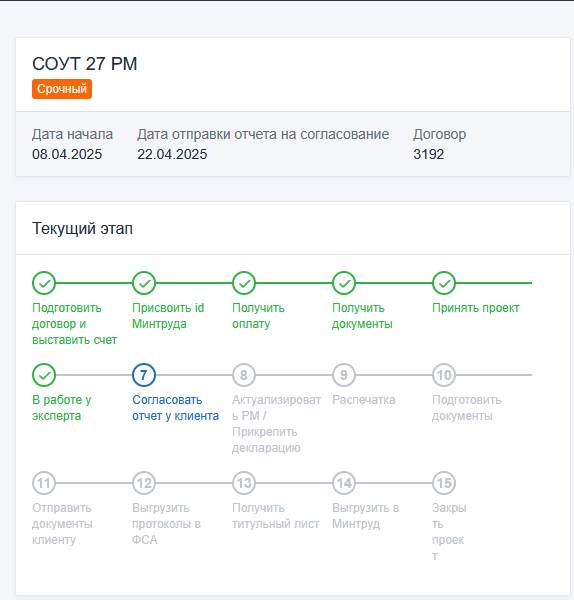 СОУТ 27 РМ
Срочный
Дата начала
Дата отправки отчета на согласование
Договор
08.04.2025
22.04.2025
3192
Текущий этап
Подготовить
договор и
выставить счет
Присвоить id
Минтруда
Получить
оплату
Получить
документы
Принять проект
В работе у
эксперта
7
Согласовать
отчет у клиента
8
Актуализироват
ь РМ /
Прикрепить
декларацию
9
Распечатка
10
Подготовить
документы
11
Отправить
документы
клиенту
12
Выгрузить
протоколы в
ФСА
13
Получить
титульный лист
14
Выгрузить в
Минтруд
15
Закры
ть
проек
т